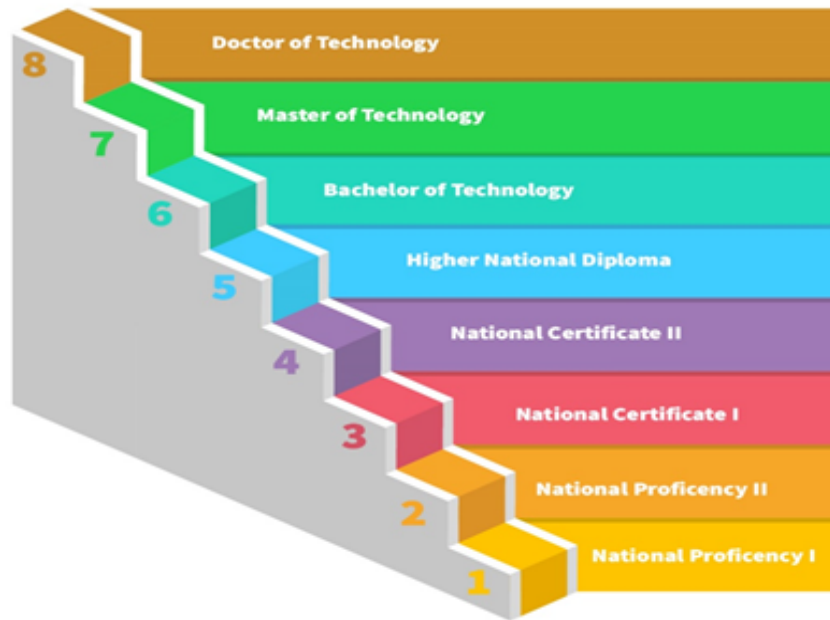 8 Doctor of Technology
7 Master of Technology
6 Bachelor of Technology
5 Higher National Diploma
4 National Certificate II
3 National Certificate I
2 National Proficency II
1 National Proficency I